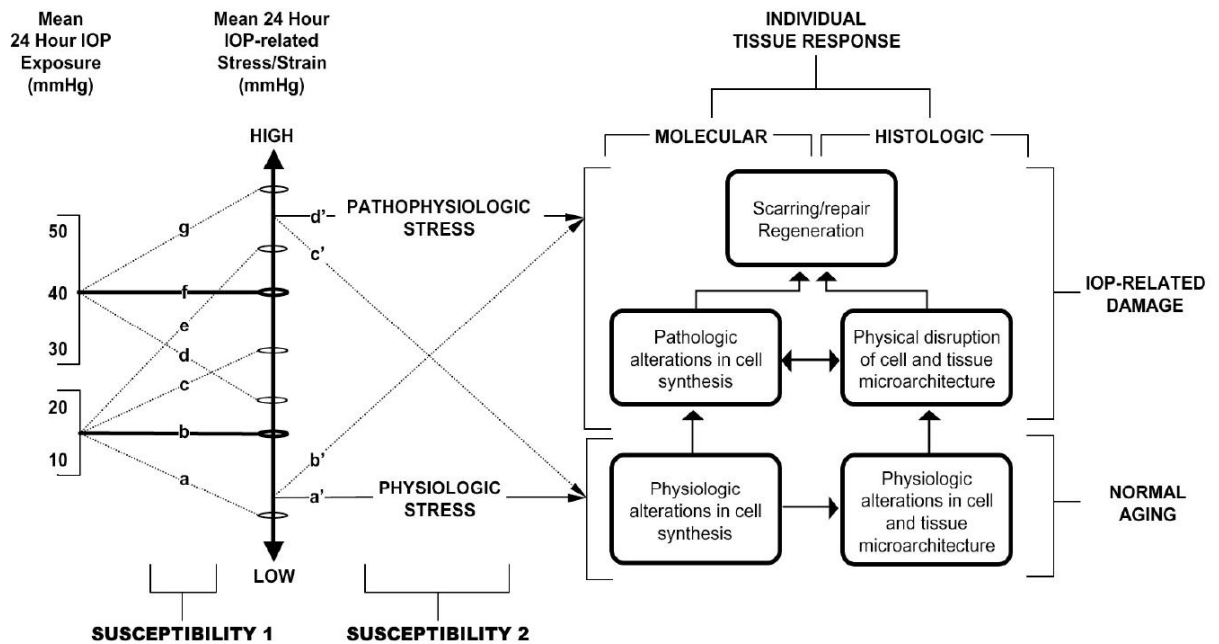 Mean
24 Hour IOP
Exposure
(mmHg)
Mean 24 Hour
IOP-related
Stress/Strain
(mmHg)
INDIVIDUAL
TISSUE RESPONSE
MOLECULAR
HISTOLOGIC
HIGH
50
40
30
20
10
g
f
e
d
c
b
a
LOW
d'
c'
b'
a'
PATHOPHYSIOLOGIC
STRESS
PHYSIOLOGIC
STRESS
Scarring/repair
Regeneration
Pathologic
alterations in cell
synthesis
Physical disruption
of cell and tissue
microarchitecture
Physiologic
alterations in cell
synthesis
Physiologic
alterations in cell
and tissue
microarchitecture
IOP-RELATED
DAMAGE
NORMAL
AGING
SUSCEPTIBILITY 1
SUSCEPTIBILITY 2